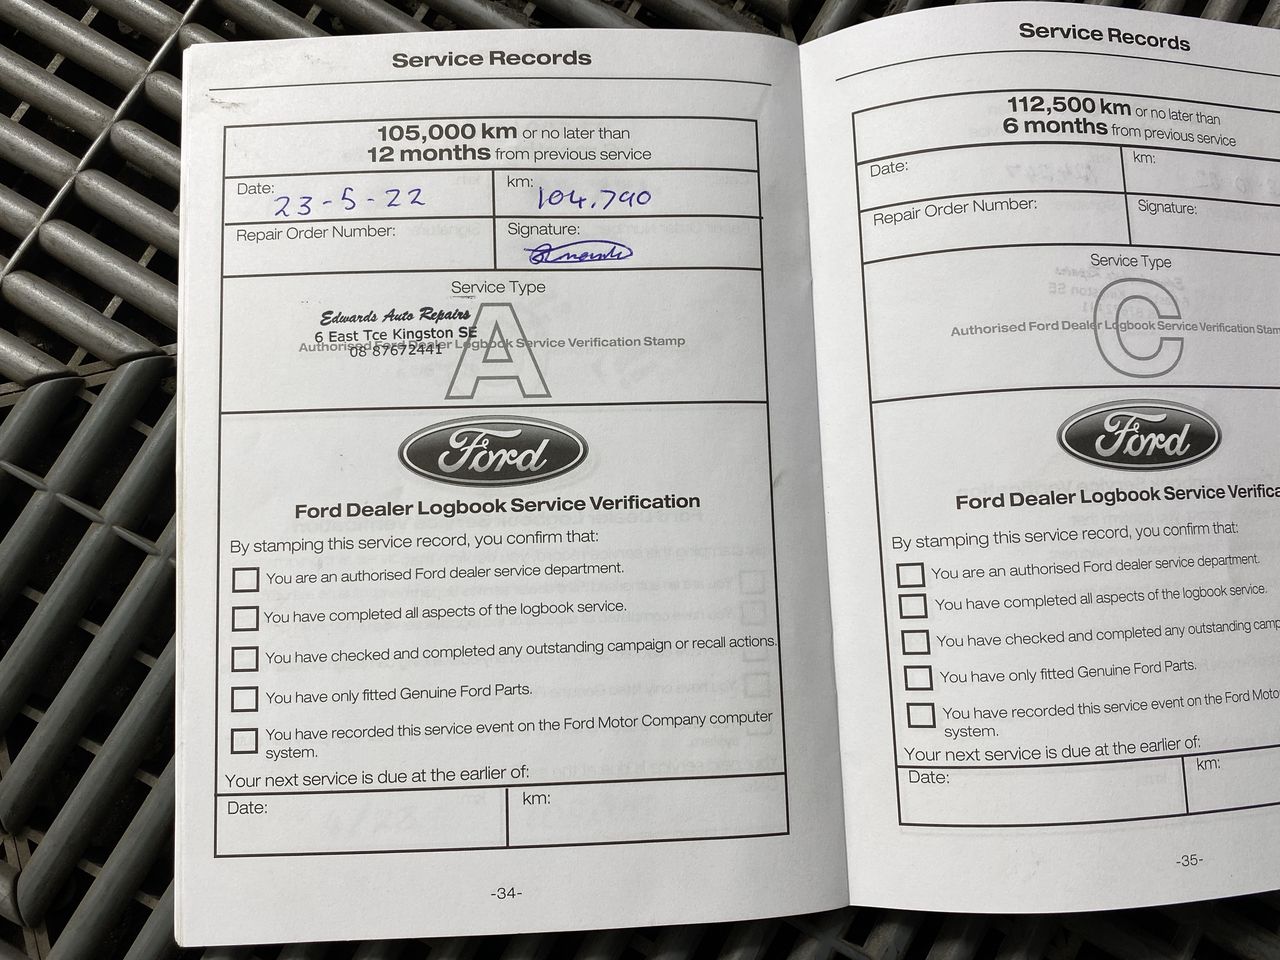 Service Records
105,000 km or no later than
12 months from previous service
Date: 23-5-22
km: 104,790
Repair Order Number:
Signature:
Service Type
A
Edwards Auto Repairs
6 East Tce Kingston SE
08 87672441
Authorised Ford Dealer Logbook Service Verification Stamp
Ford
Ford Dealer Logbook Service Verification
By stamping this service record, you confirm that:
You are an authorised Ford dealer service department.
You have completed all aspects of the logbook service.
You have checked and completed any outstanding campaign or recall actions.
You have only fitted Genuine Ford Parts.
You have recorded this service event on the Ford Motor Company computer
system.
Your next service is due at the earlier of:
Date:
km:
-34-
Service Records
112,500 km or no later than
6 months from previous service
Date:
km:
Repair Order Number:
Signature:
Service Type
C
Authorised Ford Dealer Logbook Service Verification Stam
Ford
Ford Dealer Logbook Service Verifica
By stamping this service record, you confirm that:
You are an authorised Ford dealer service department.
You have completed all aspects of the logbook service.
You have checked and completed any outstanding camp
You have only fitted Genuine Ford Parts.
You have recorded this service event on the Ford Moto
system.
Your next service is due at the earlier of:
Date:
km:
-35-